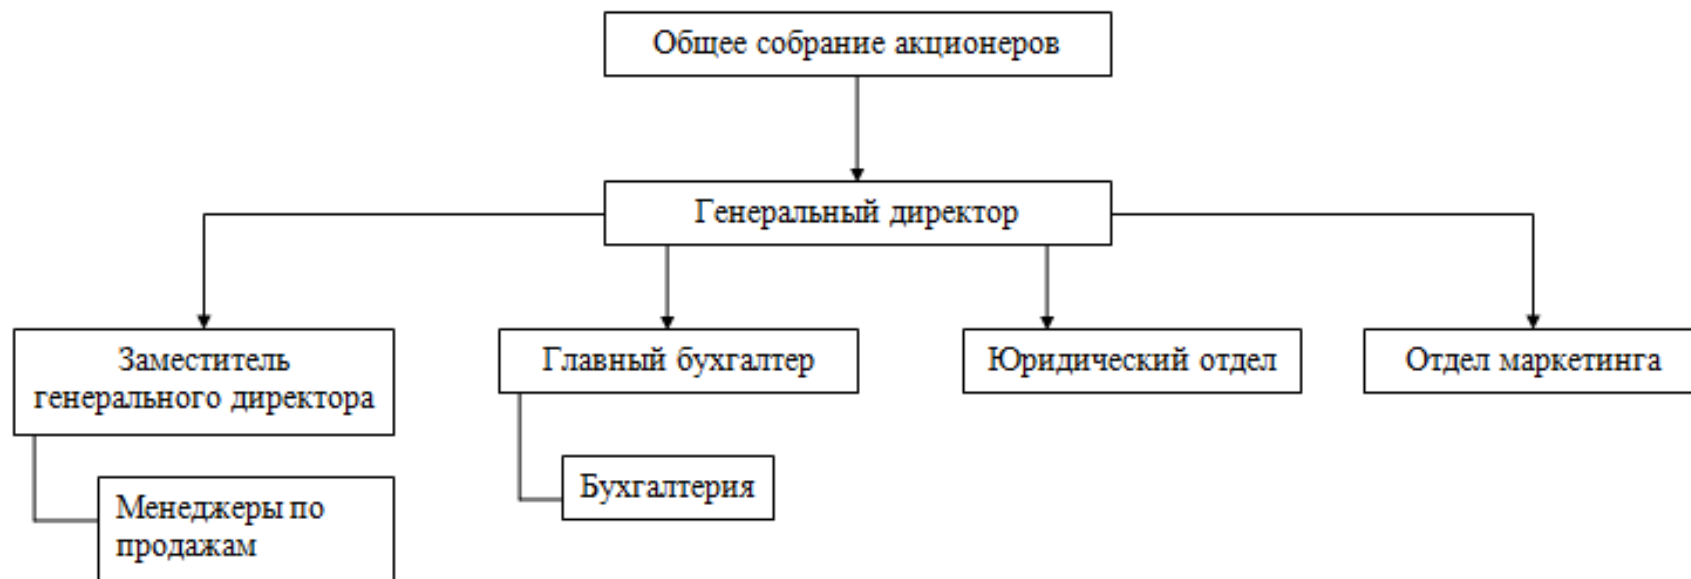 Общее собрание акционеров
Генеральный директор
Заместитель
генерального директора
Главный бухгалтер
Юридический отдел
Отдел маркетинга
Менеджеры по
продажам
Бухгалтерия